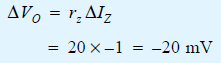 ΔV_O = r_z ΔI_Z
= 20 × –1 = –20 mV